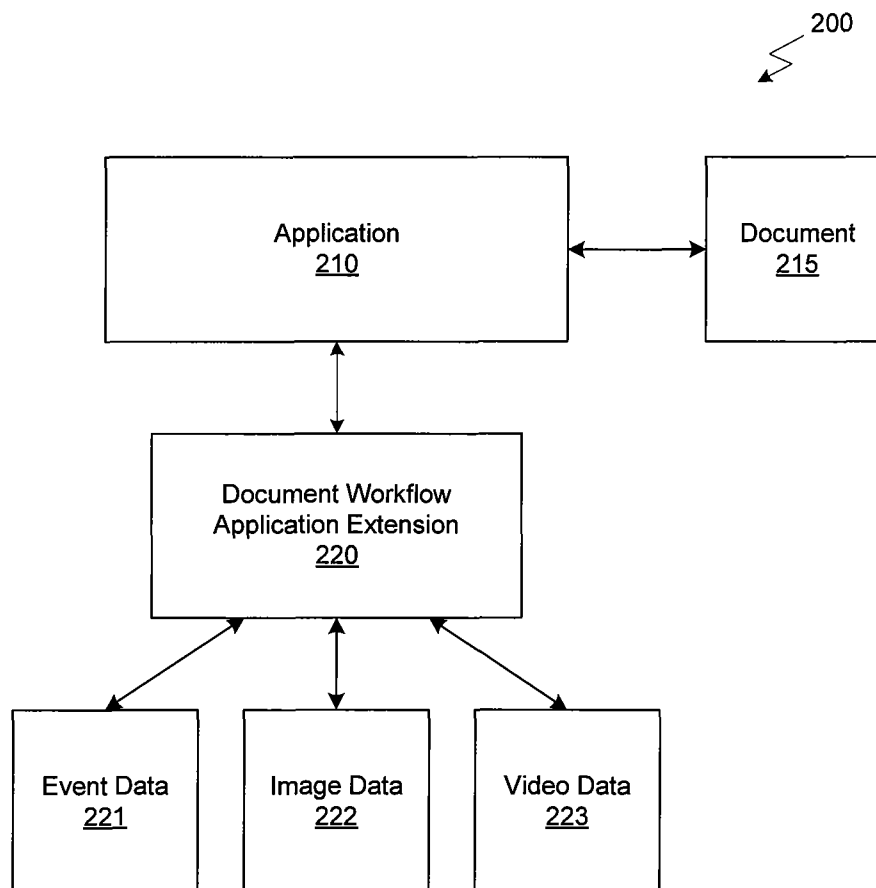 200
Application
210
Document
215
Document Workflow
Application Extension
220
Event Data
221
Image Data
222
Video Data
223